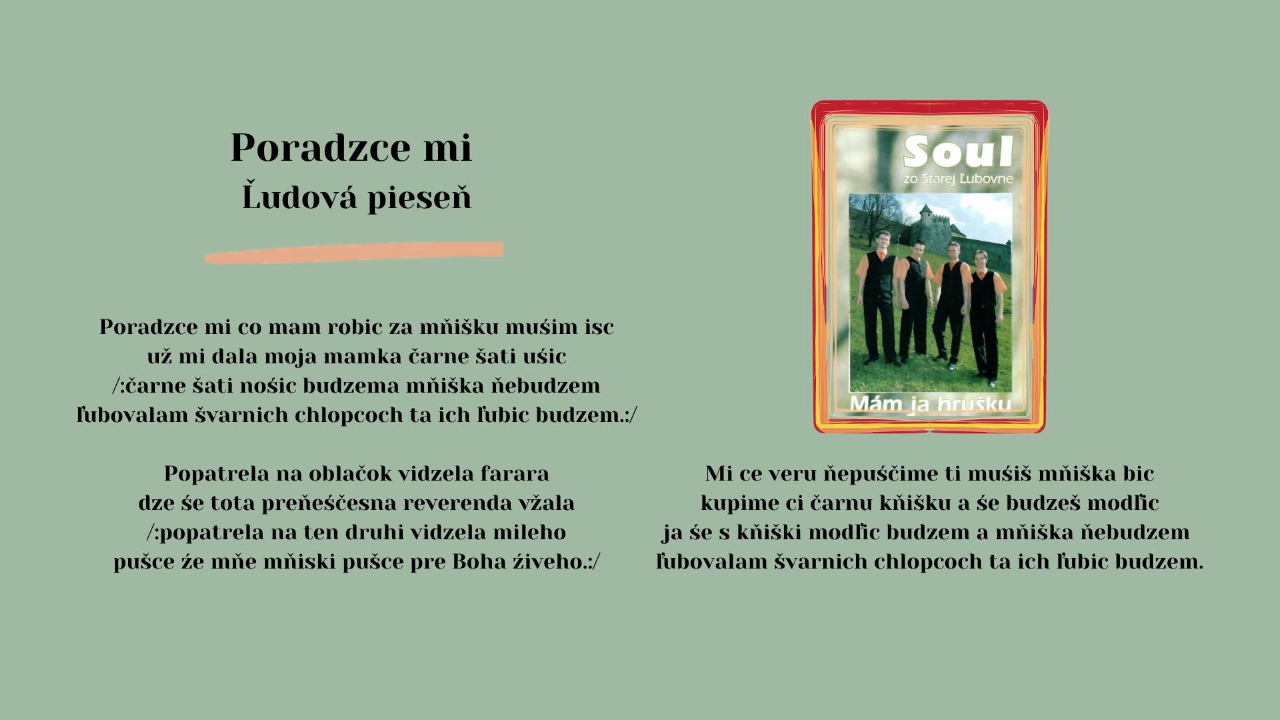 Poradzce mi
Ľudová pieseň
Poradzce mi co mam robic za mňišku muśim isc
už mi dala moja mamka čarne šati uśic
/:čarne šati nośic budzema mňiška ňebudzem
ľubovalam švarnich chlopcoch ta ich ľubic budzem.:/
Popatrela na oblačok vidzela farara
dze śe tota preňeśčesna reverenda vžala
/:popatrela na ten druhi vidzela mileho
pušce źe mňe mňiski pušce pre Boha źiveho.:/
Soul
zo Starej Ľubovne
Mám ja hrušku
Mi ce veru ňepuśčime ti muśiš mňiška bic
kupime ci čarnu kňišku a śe budzeš modľic
ja śe s kňiški modľic budzem a mňiška ňebudzem
ľubovalam švarnich chlopcoch ta ich ľubic budzem.